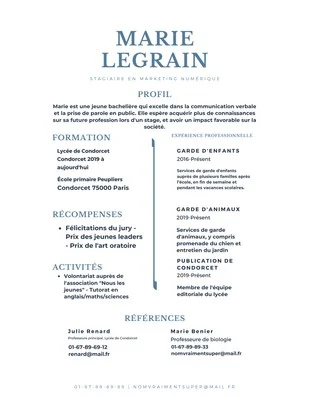 MARIE
LEGRAIN
STAGIAIRE EN MARKETING NUMÉRIQUE
PROFIL
Marie est une jeune bachelière qui excelle dans la communication verbale
et la prise de parole en public. Elle espère acquérir plus de connaissances
sur sa future profession lors d'un stage, et avoir un impact favorable sur la
société.
FORMATION
Lycée de Condorcet
Condorcet 2019 à
aujourd'hui
École primaire Peupliers
Condorcet 75000 Paris
RÉCOMPENSES
• Félicitations du jury -
Prix des jeunes leaders
- Prix de l'art oratoire
ACTIVITÉS
• Volontariat auprès de
l'association "Nous les
jeunes" - Tutorat en
anglais/maths/sciences
EXPERIENCE PROFESSIONNELLE
GARDE D'ENFANTS
2016-Présent
Services de garde d'enfants
auprès de plusieurs familles après
l'école, en fin de semaine et
pendant les vacances scolaires.
GARDE D'ANIMAUX
2019-Présent
Services de garde
d'animaux, y compris
promenade du chien et
entretien du jardin
PUBLICATION DE
CONDORCET
2019-Présent
Membre de l'équipe
éditoriale du lycée
RÉFÉRENCES
Julie Renard
Professeure principal, Lycée de Condorcet
01-67-89-69-12
renard@mail.fr
Marie Benier
Professeure de biologie
01-67-89-89-33
nomvraimentsuper@mailmail.fr
01-67-89-89-89 | NOMVRAIMENTSUPER@MAIL.FR